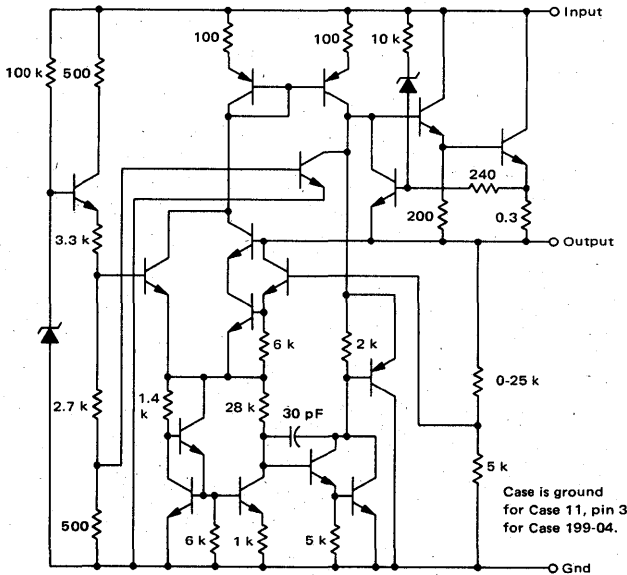 Input
100
100
10 k
100 k
500
240
200
0.3
3.3 k
Output
6 k
2 k
0-25 k
2.7 k
1.4
k
28 k
30 pF
5 k
Case is ground
for Case 11, pin 3
for Case 199-04.
500
6 k
1 k
5 k
Gnd